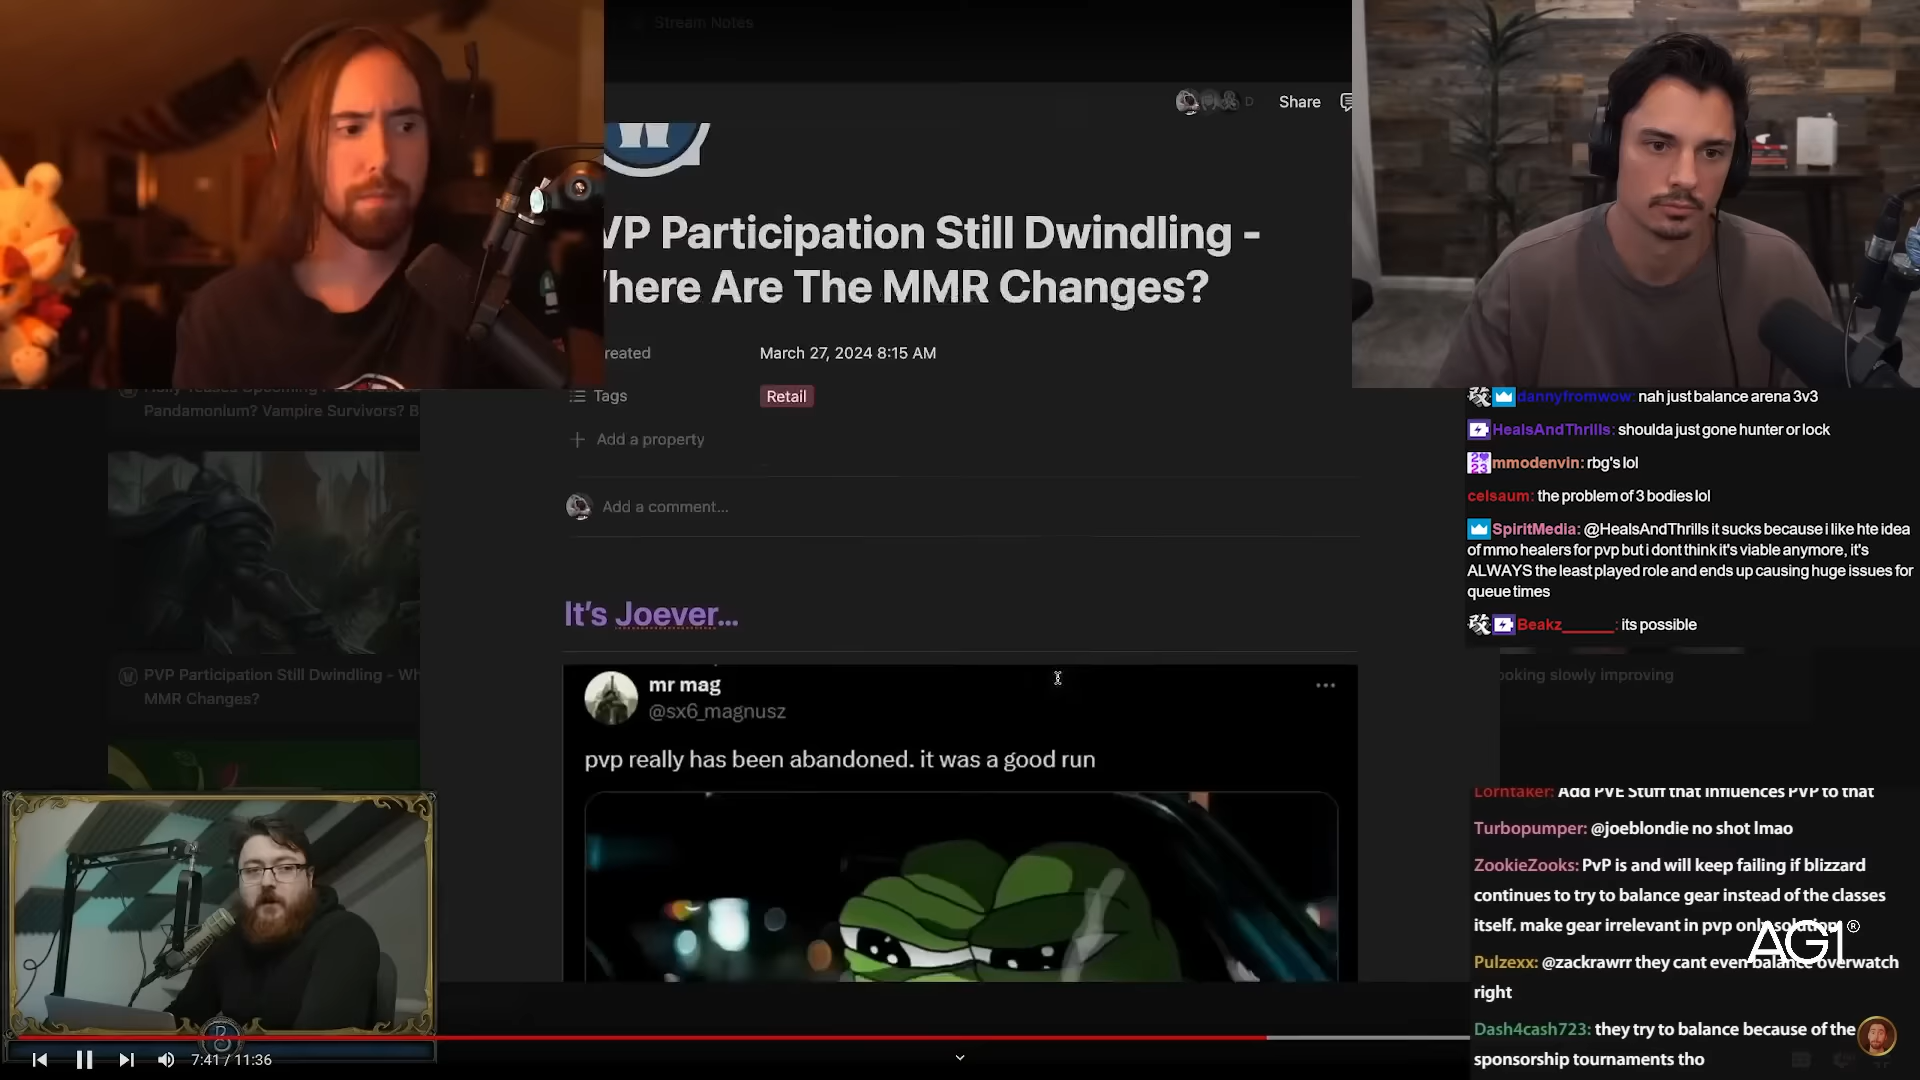 Stream Notes
D
Share
VP Participation Still Dwindling -
here Are The MMR Changes?
reated
March 27, 2024 8:15 AM
Tags
Retail
Add a property
Add a comment...
It's Joever...
mr mag
@sx6_magnusz
pvp really has been abandoned. it was a good run
Pandamonium? Vampire Survivors? B
PVP Participation Still Dwindling - Wh
MMR Changes?
ooking slowly improving
dannyfromwow: nah just balance arena 3v3
HealsAndThrills: shoulda just gone hunter or lock
mmodenvin: rbg's lol
celsaum: the problem of 3 bodies lol
SpiritMedia: @HealsAndThrills it sucks because i like hte idea
of mmo healers for pvp but i dont think it's viable anymore, it's
ALWAYS the least played role and ends up causing huge issues for
queue times
Beakz______: its possible
Lorntaker: Add PVE Stuff that influences PVP to that
Turbopumper: @joeblondie no shot lmao
ZookieZooks: PvP is and will keep failing if blizzard
continues to try to balance gear instead of the classes
itself. make gear irrelevant in pvp only solution
AG1®
Pulzexx: @zackrawrr they cant even balance overwatch
right
Dash4cash723: they try to balance because of the
sponsorship tournaments tho
7:41 / 11:36